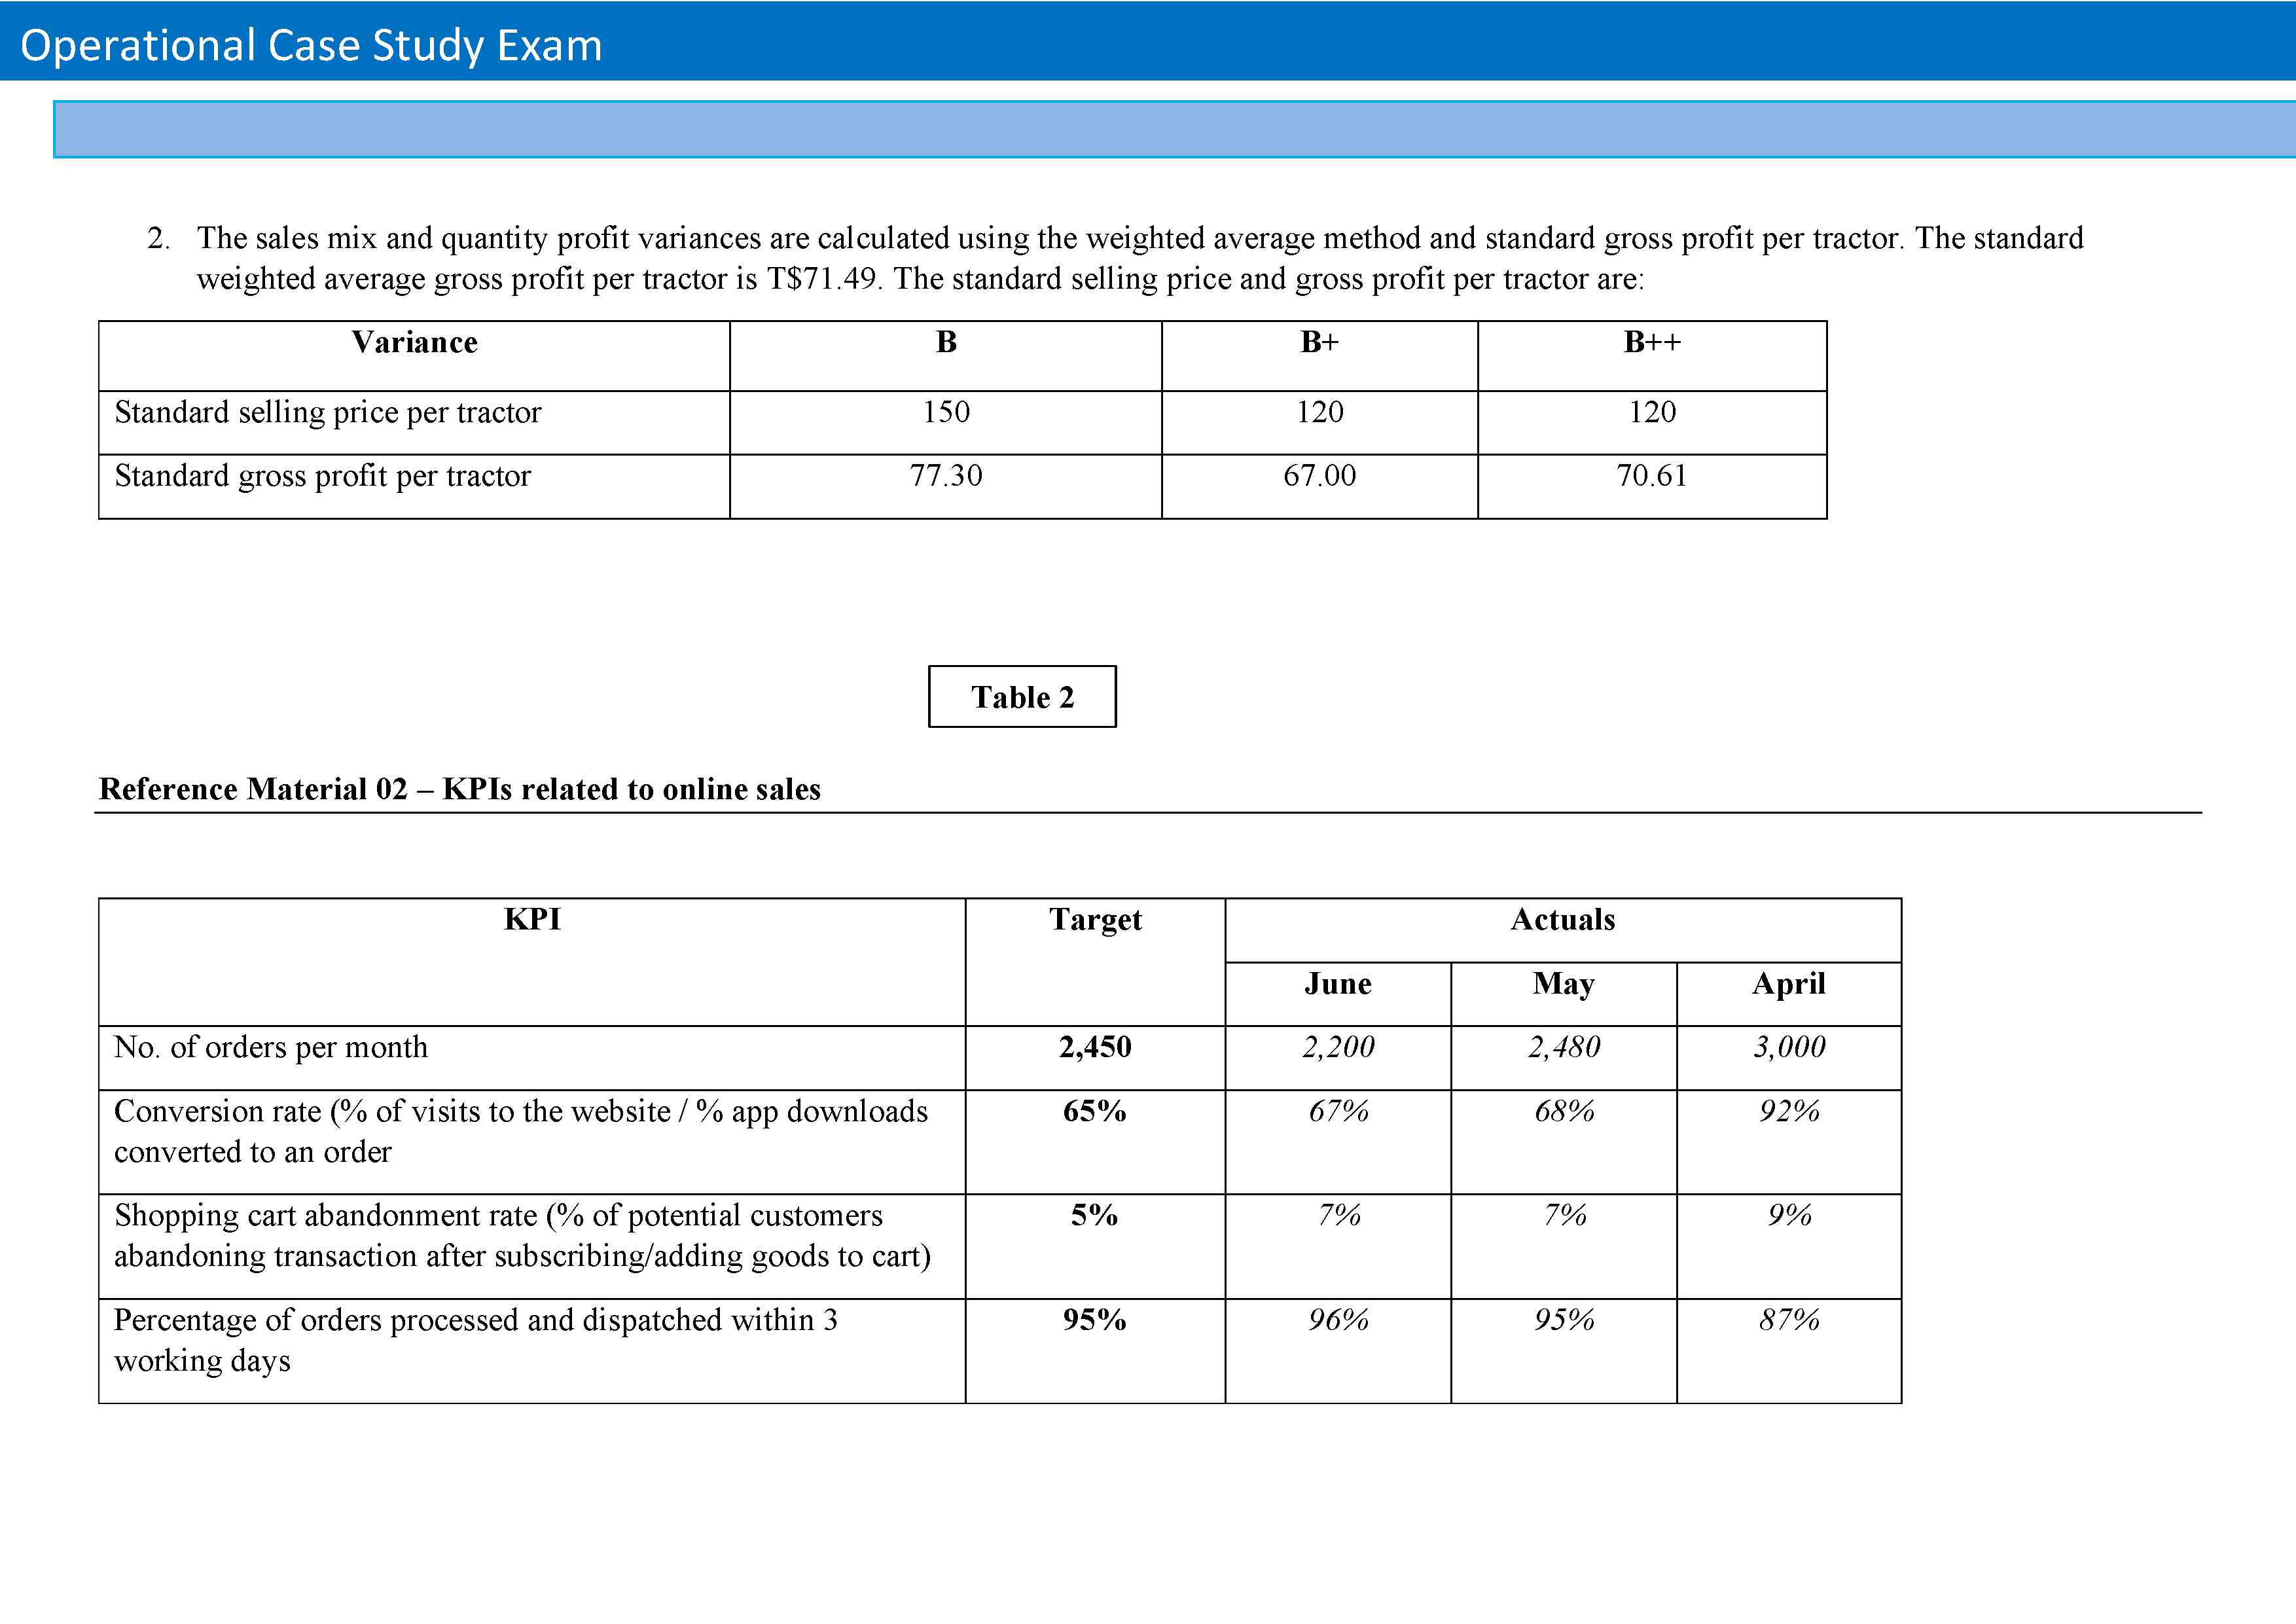 Operational Case Study Exam
2. The sales mix and quantity profit variances are calculated using the weighted average method and standard gross profit per tractor. The standard
weighted average gross profit per tractor is T$71.49. The standard selling price and gross profit per tractor are:
Variance B B+ B++
Standard selling price per tractor 150 120 120
Standard gross profit per tractor 77.30 67.00 70.61
Table 2
Reference Material 02 – KPIs related to online sales
KPI Target Actuals
June May April
No. of orders per month 2,450 2,200 2,480 3,000
Conversion rate (% of visits to the website / % app downloads 65% 67% 68% 92%
converted to an order
Shopping cart abandonment rate (% of potential customers 5% 7% 7% 9%
abandoning transaction after subscribing/adding goods to cart)
Percentage of orders processed and dispatched within 3 95% 96% 95% 87%
working days